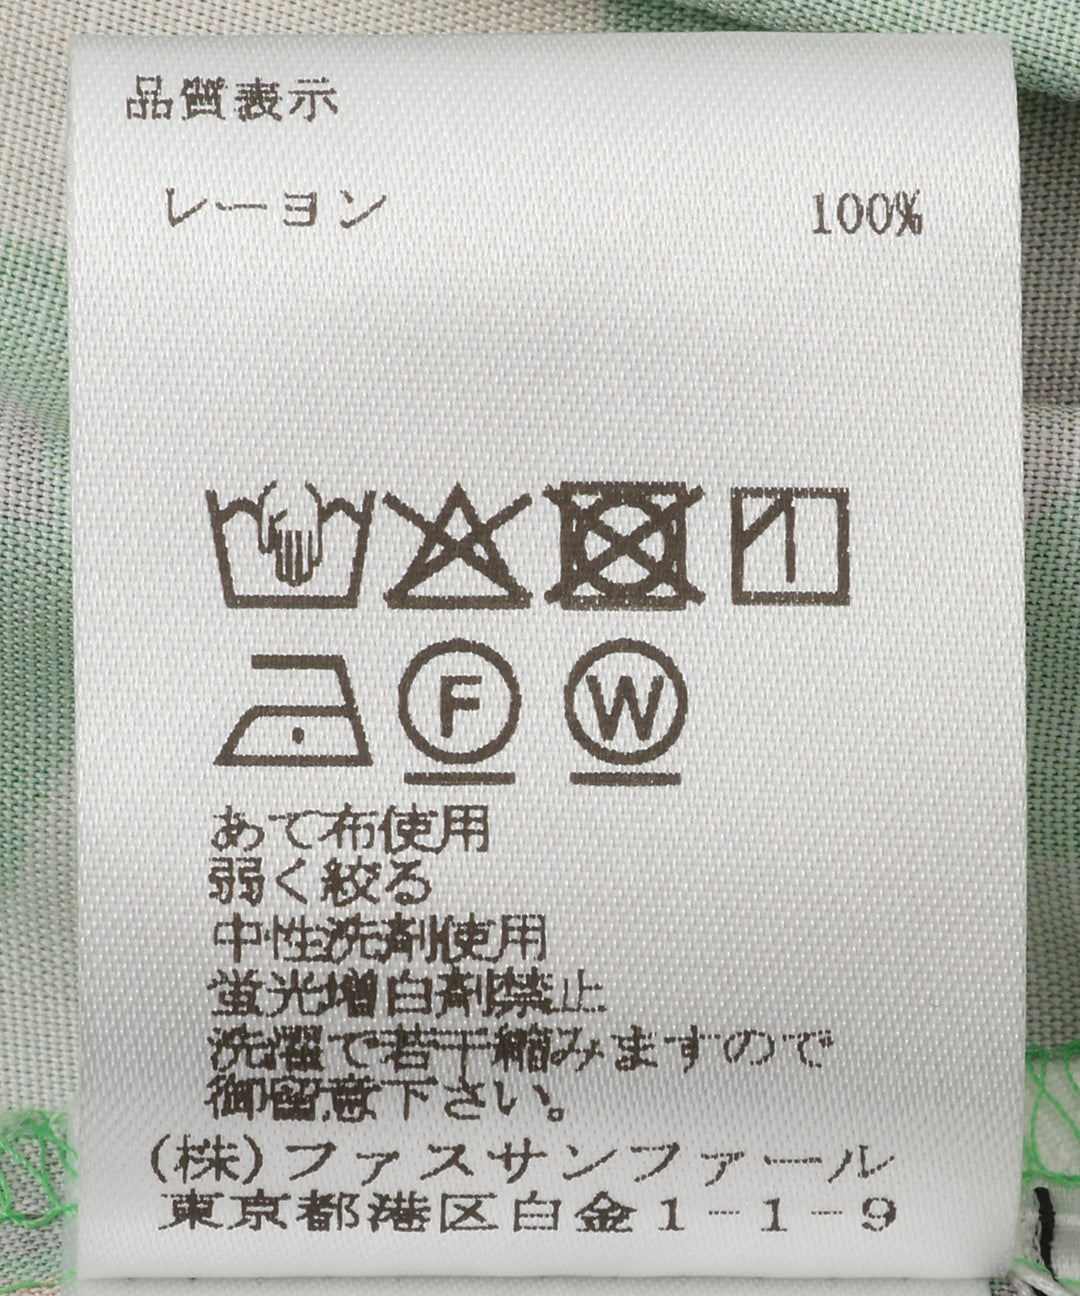 品質表示
レーヨン 100%
F W
あて布使用
弱く絞る
中性洗剤使用
蛍光増白剤禁止
洗濯で若干縮みますので
御留意下さい。
(株)ファスサンファール
東京都港区白金1-1-9